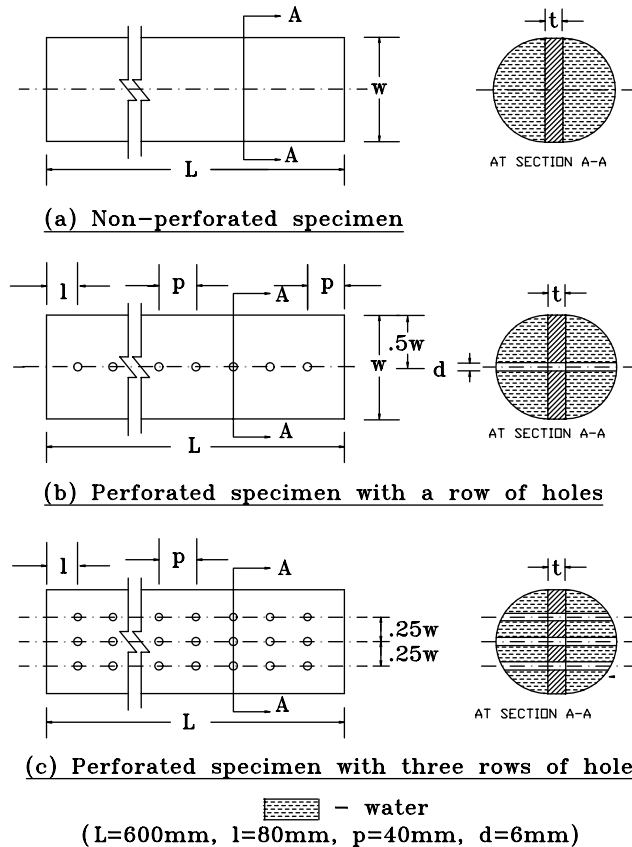 A
t
w
A
L
AT SECTION A-A
(a) Non-perforated specimen
l p p
A
t
.5w
w
d
A
L
AT SECTION A-A
(b) Perforated specimen with a row of holes
l p
A
t
.25w
.25w
A
L
AT SECTION A-A
(c) Perforated specimen with three rows of hole
- water
(L=600mm, l=80mm, p=40mm, d=6mm)